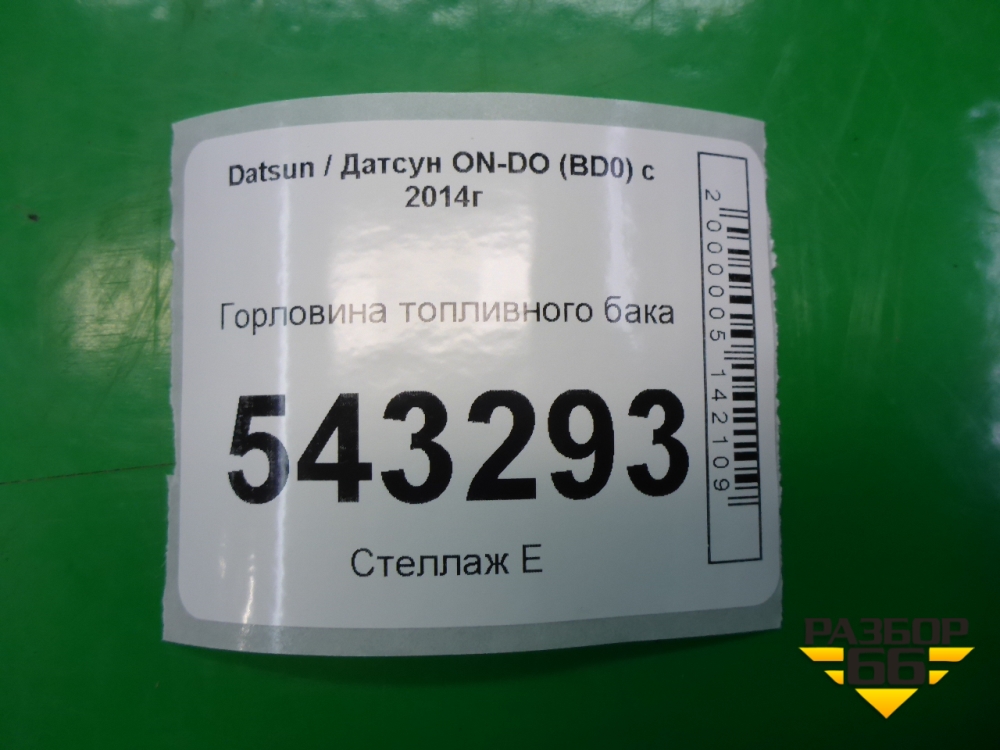 Datsun / Датсун ON-DO (BD0) с
2014г
Горловина топливного бака
543293
Стеллаж Е
2000005142109
РАЗБОР
66